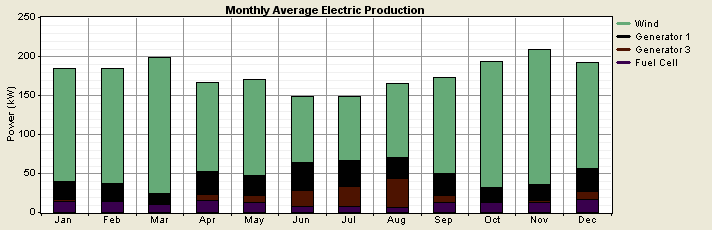 Monthly Average Electric Production
250
200
150
100
50
0
Power (kW)
Jan Feb Mar Apr May Jun Jul Aug Sep Oct Nov Dec
Wind
Generator 1
Generator 3
Fuel Cell